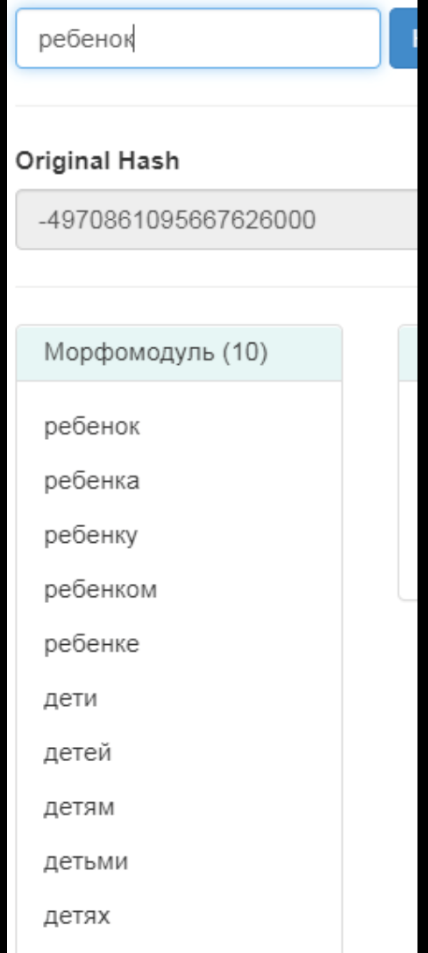 ребенок
Original Hash
-4970861095667626000
Морфомодуль (10)
ребенок
ребенка
ребенку
ребенком
ребенке
дети
детей
детям
детьми
детях